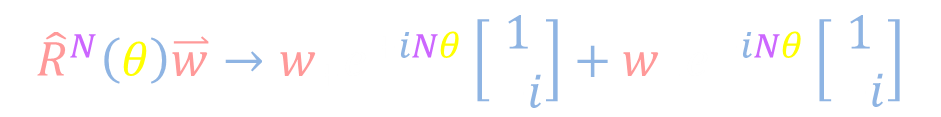 R̂ᴺ(θ)w⃗ → w   iNθ [1 i] + w   iNθ [1 i]